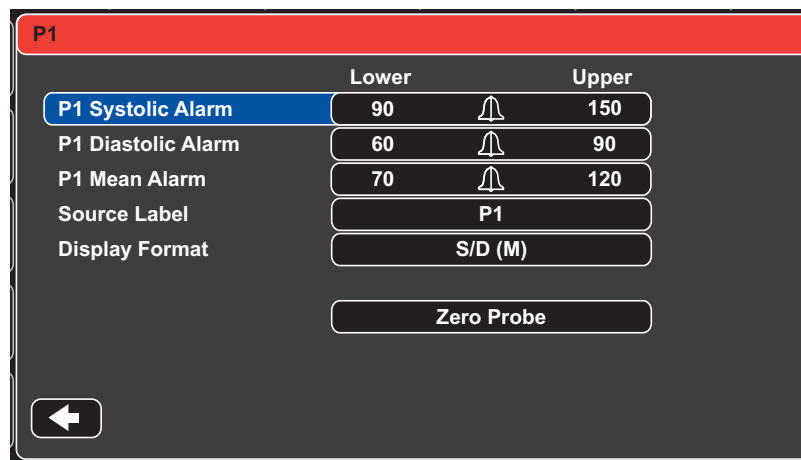 P1
Lower Upper
P1 Systolic Alarm 90 150
P1 Diastolic Alarm 60 90
P1 Mean Alarm 70 120
Source Label P1
Display Format S/D (M)
Zero Probe